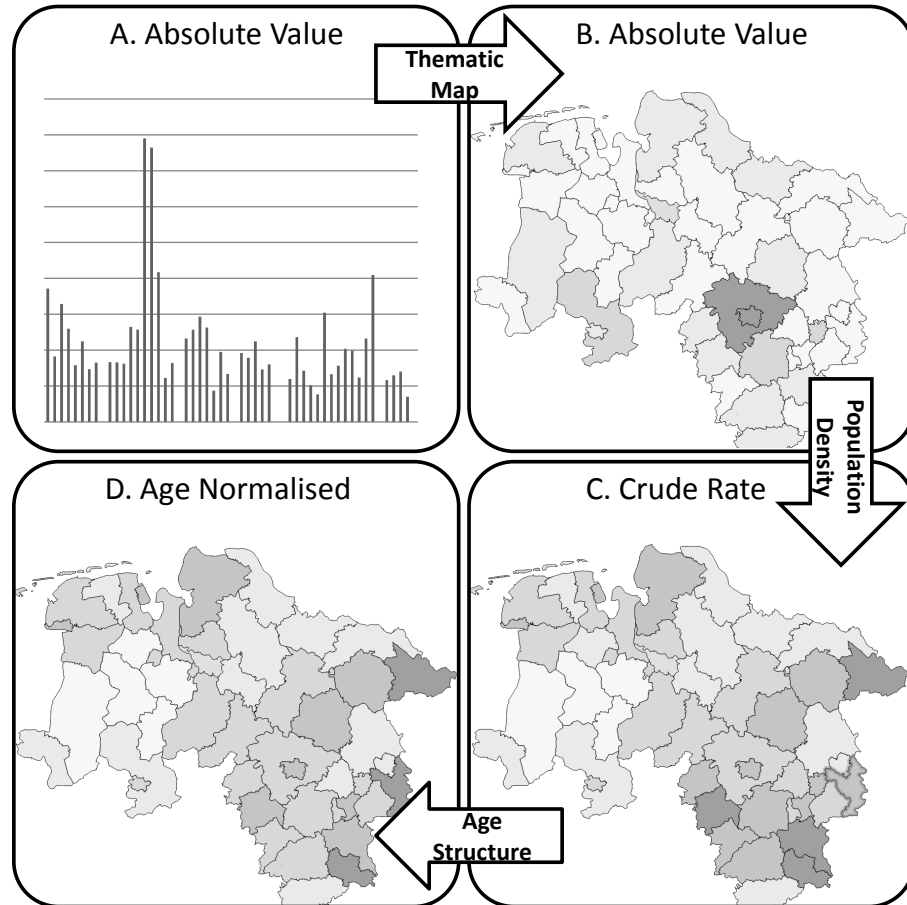 A. Absolute Value
Thematic
Map
B. Absolute Value
Population
Density
D. Age Normalised
C. Crude Rate
Age
Structure